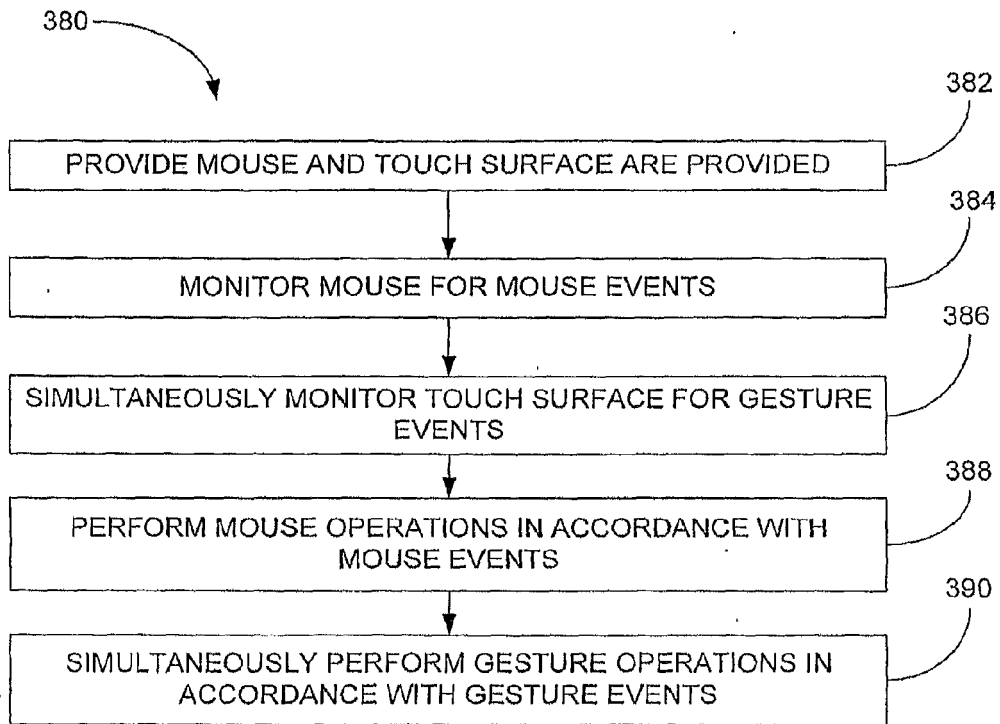 380
382
PROVIDE MOUSE AND TOUCH SURFACE ARE PROVIDED
384
MONITOR MOUSE FOR MOUSE EVENTS
386
SIMULTANEOUSLY MONITOR TOUCH SURFACE FOR GESTURE
EVENTS
388
PERFORM MOUSE OPERATIONS IN ACCORDANCE WITH
MOUSE EVENTS
390
SIMULTANEOUSLY PERFORM GESTURE OPERATIONS IN
ACCORDANCE WITH GESTURE EVENTS